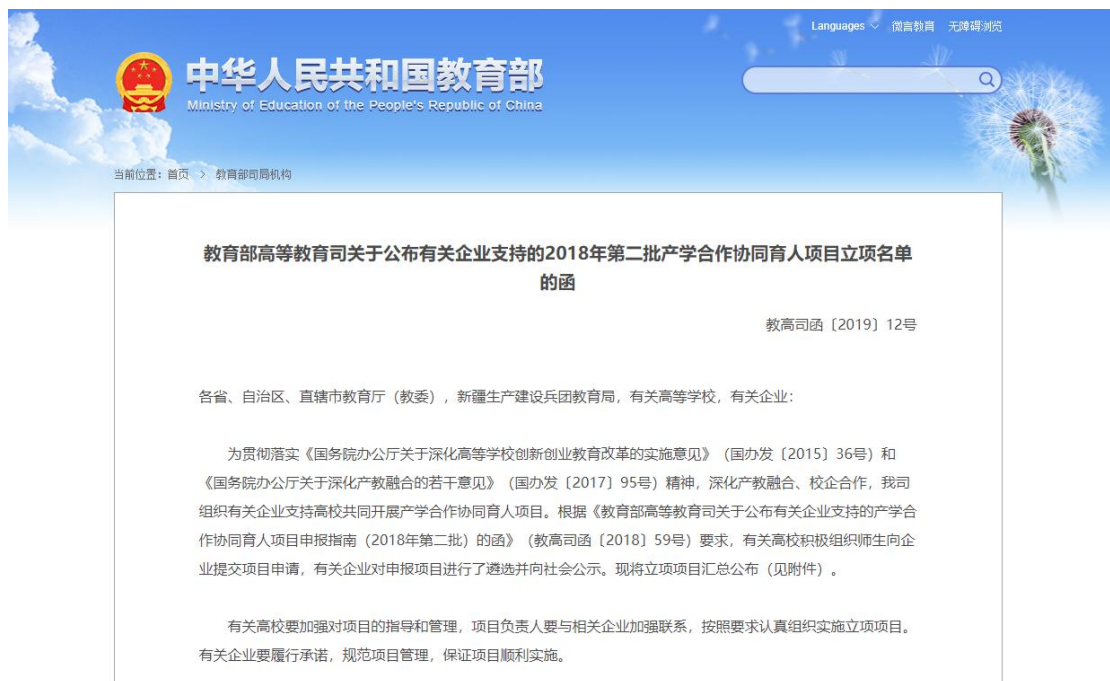 Languages 微言教育 无障碍浏览
中华人民共和国教育部
Ministry of Education of the People's Republic of China
当前位置：首页 > 教育部司局机构
教育部高等教育司关于公布有关企业支持的2018年第二批产学合作协同育人项目立项名单
的函
教高司函〔2019〕12号
各省、自治区、直辖市教育厅（教委），新疆生产建设兵团教育局，有关高等学校，有关企业：
为贯彻落实《国务院办公厅关于深化高等学校创新创业教育改革的实施意见》（国办发〔2015〕36号）和
《国务院办公厅关于深化产教融合的若干意见》（国办发〔2017〕95号）精神，深化产教融合、校企合作，我司
组织有关企业支持高校共同开展产学合作协同育人项目。根据《教育部高等教育司关于公布有关企业支持的产学合
作协同育人项目申报指南（2018年第二批）的函》（教高司函〔2018〕59号）要求，有关高校积极组织师生向企
业提交项目申请，有关企业对申报项目进行了遴选并向社会公示。现将立项项目汇总公布（见附件）。
有关高校要加强对项目的指导和管理，项目负责人要与相关企业加强联系，按照要求认真组织实施立项项目。
有关企业要履行承诺，规范项目管理，保证项目顺利实施。